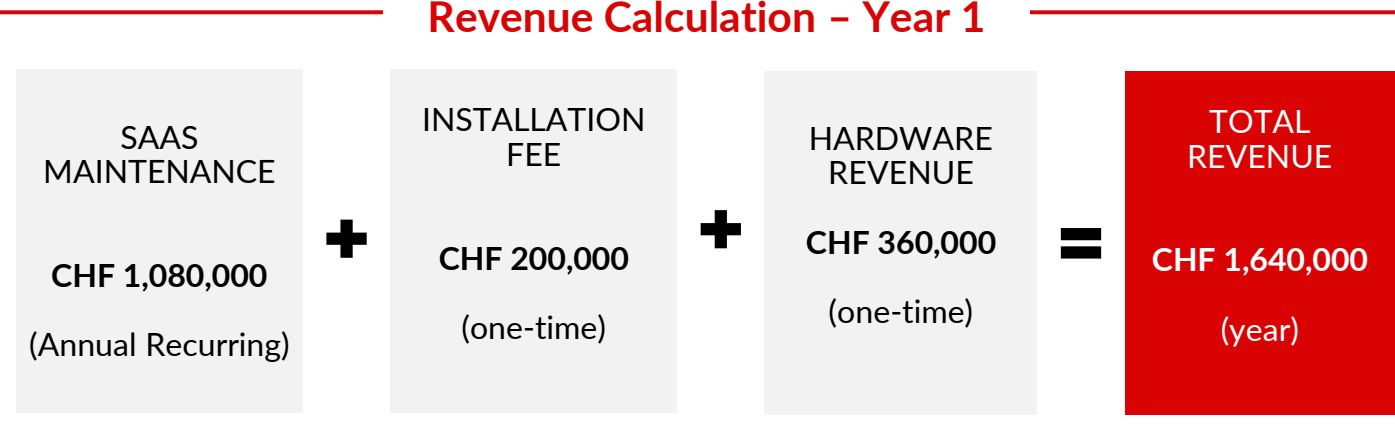 Revenue Calculation – Year 1
SAAS
MAINTENANCE
CHF 1,080,000
(Annual Recurring)
+
INSTALLATION
FEE
CHF 200,000
(one-time)
+
HARDWARE
REVENUE
CHF 360,000
(one-time)
=
TOTAL
REVENUE
CHF 1,640,000
(year)